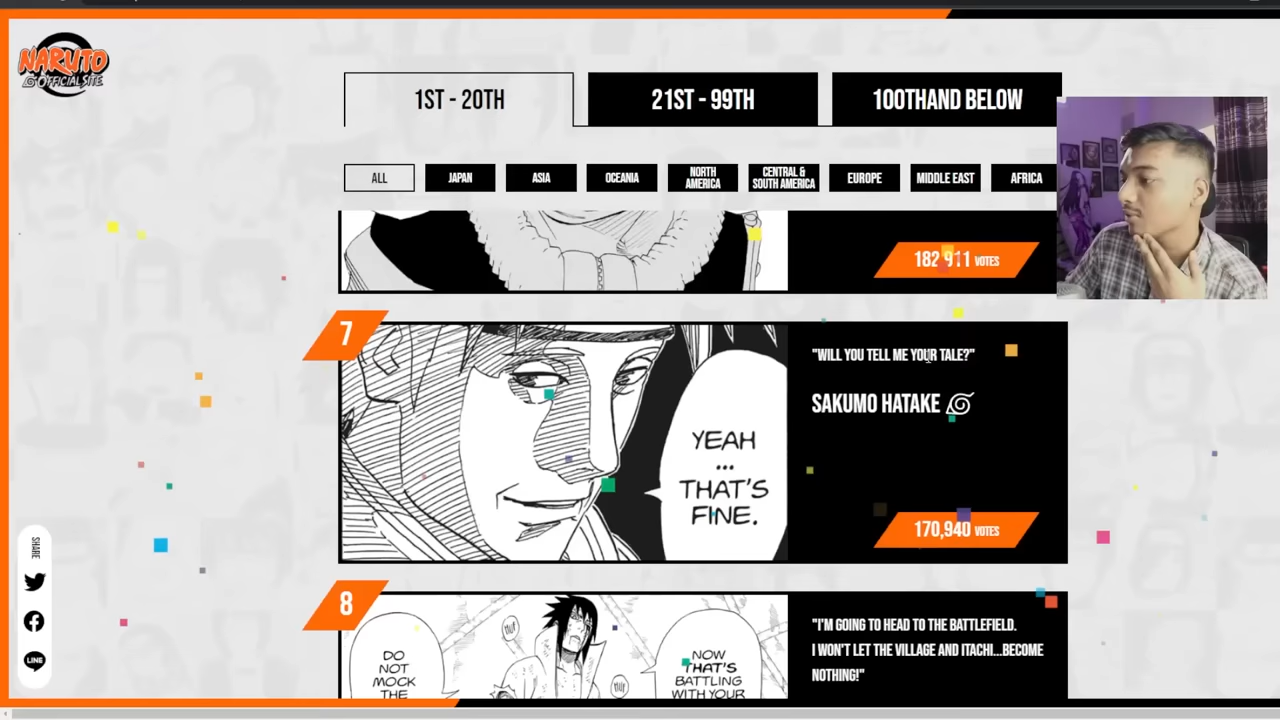 NARUTO
OFFICIAL SITE
1ST - 20TH
21ST - 99TH
100THAND BELOW
ALL
JAPAN
ASIA
OCEANIA
NORTH
AMERICA
CENTRAL &
SOUTH AMERICA
EUROPE
MIDDLE EAST
AFRICA
182,911 VOTES
7
YEAH
...
THAT'S
FINE.
"WILL YOU TELL ME YOUR TALE?"
SAKUMO HATAKE
170,940 VOTES
8
DO
NOT
MOCK
THE
NOW
THAT'S
BATTLING
WITH YOUR
"I'M GOING TO HEAD TO THE BATTLEFIELD.
I WON'T LET THE VILLAGE AND ITACHI...BECOME
NOTHING!"
SHARE
LINE